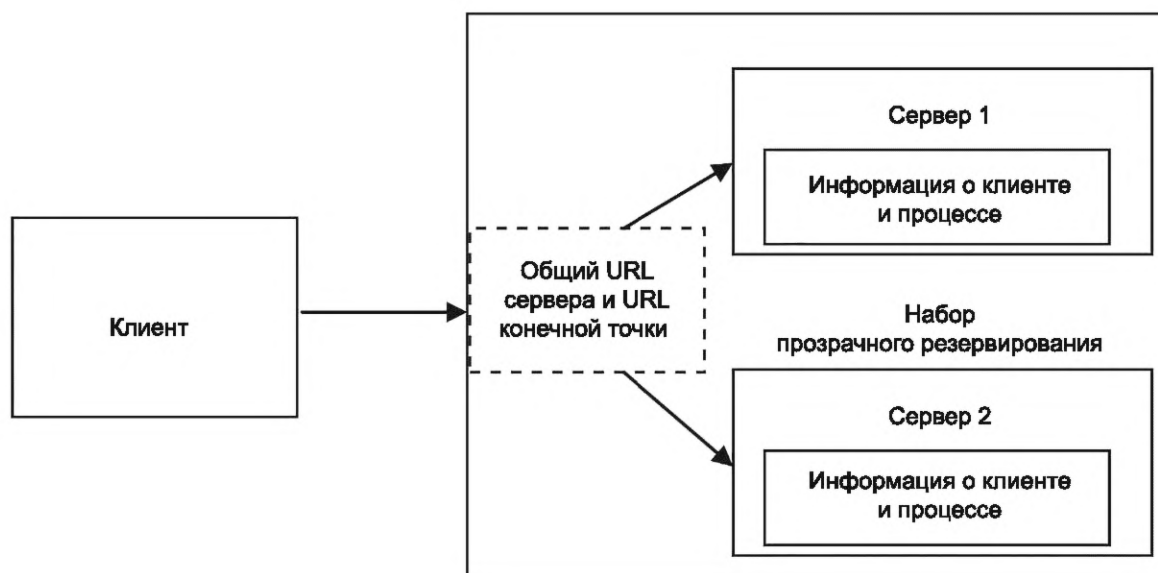 Сервер 1
Информация о клиенте
и процессе
Общий URL
сервера и URL
конечной точки
Клиент
Набор
прозрачного резервирования
Сервер 2
Информация о клиенте
и процессе